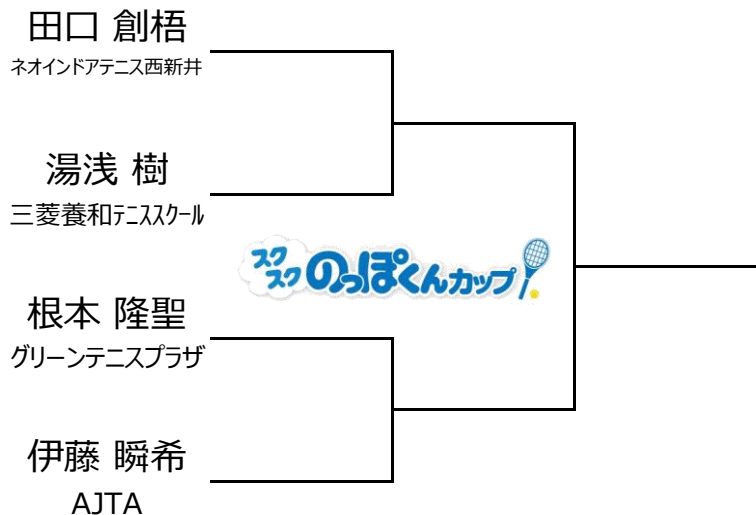 田口 創梧
ネオインドアテニス西新井
湯浅 樹
三菱養和テニススクール
スクスクのっぽくんカップ
根本 隆聖
グリーンテニスプラザ
伊藤 瞬希
AJTA